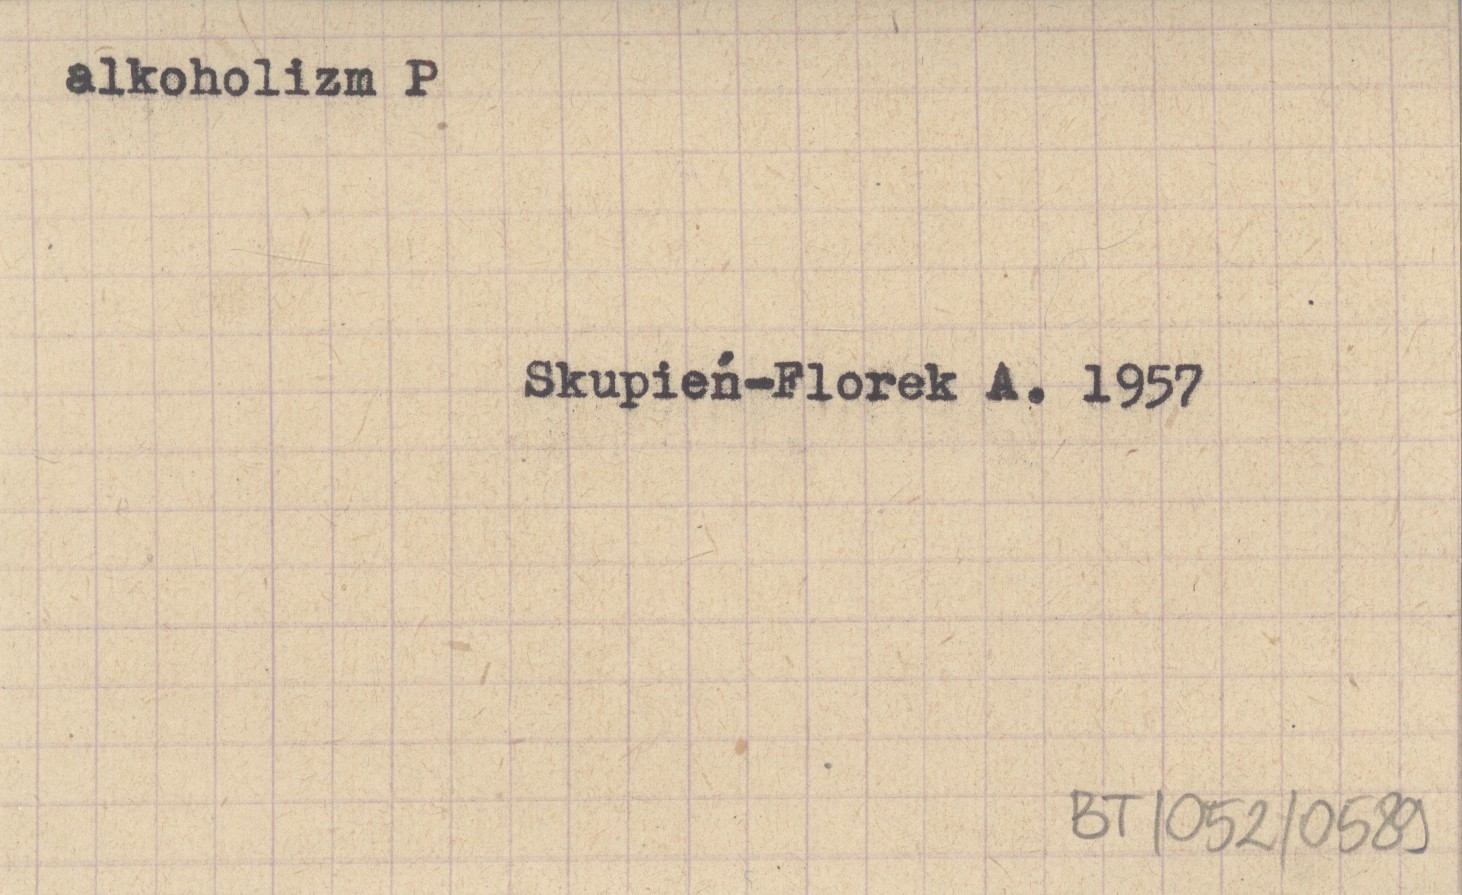 alkoholizm P
Skupień-Florek A. 1957
BT/052/0589